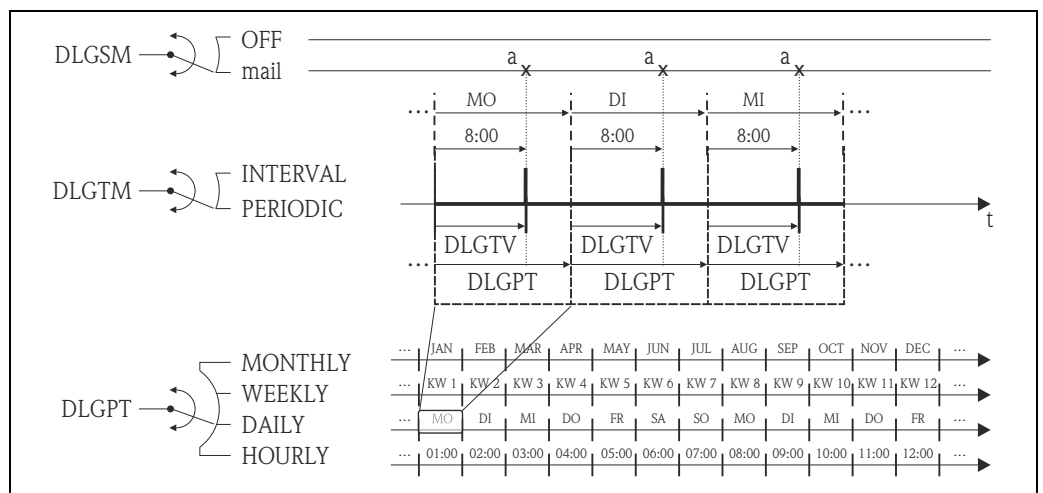 DLGSM
OFF
mail
a a a
... MO DI MI ...
8:00 8:00 8:00
DLGTM
INTERVAL
PERIODIC
t
DLGTV DLGTV DLGTV
... DLGPT DLGPT DLGPT ...
DLGPT
MONTHLY
WEEKLY
DAILY
HOURLY
... JAN FEB MAR APR MAY JUN JUL AUG SEP OCT NOV DEC ...
... KW 1 KW 2 KW 3 KW 4 KW 5 KW 6 KW 7 KW 8 KW 9 KW 10 KW 11 KW 12 ...
... MO DI MI DO FR SA SO MO DI MI DO FR ...
... 01:00 02:00 03:00 04:00 05:00 06:00 07:00 08:00 09:00 10:00 11:00 12:00 ...